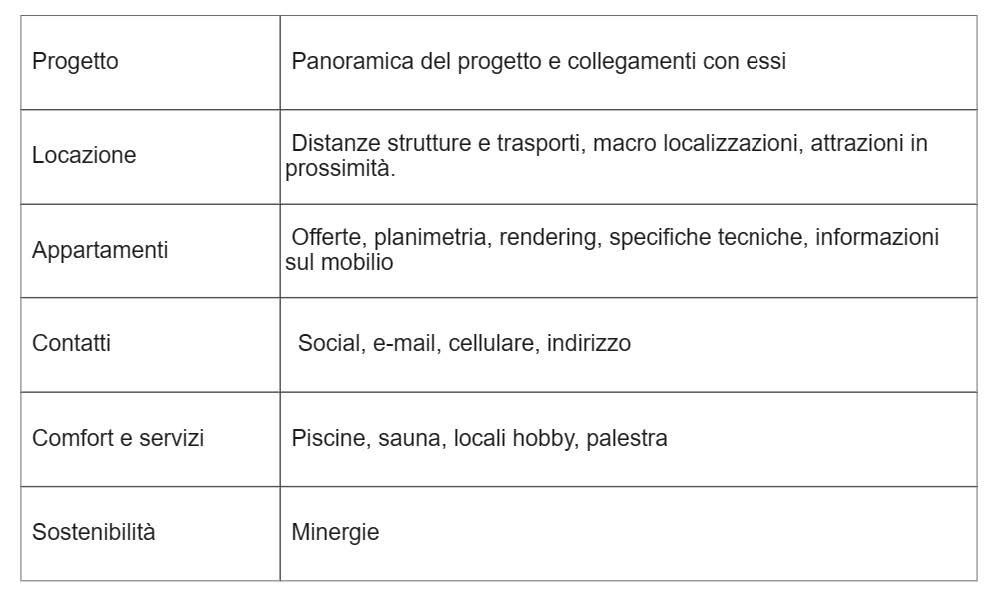 Progetto
Panoramica del progetto e collegamenti con essi
Locazione
Distanze strutture e trasporti, macro localizzazioni, attrazioni in
prossimità.
Appartamenti
Offerte, planimetria, rendering, specifiche tecniche, informazioni
sul mobilio
Contatti
Social, e-mail, cellulare, indirizzo
Comfort e servizi
Piscine, sauna, locali hobby, palestra
Sostenibilità
Minergie